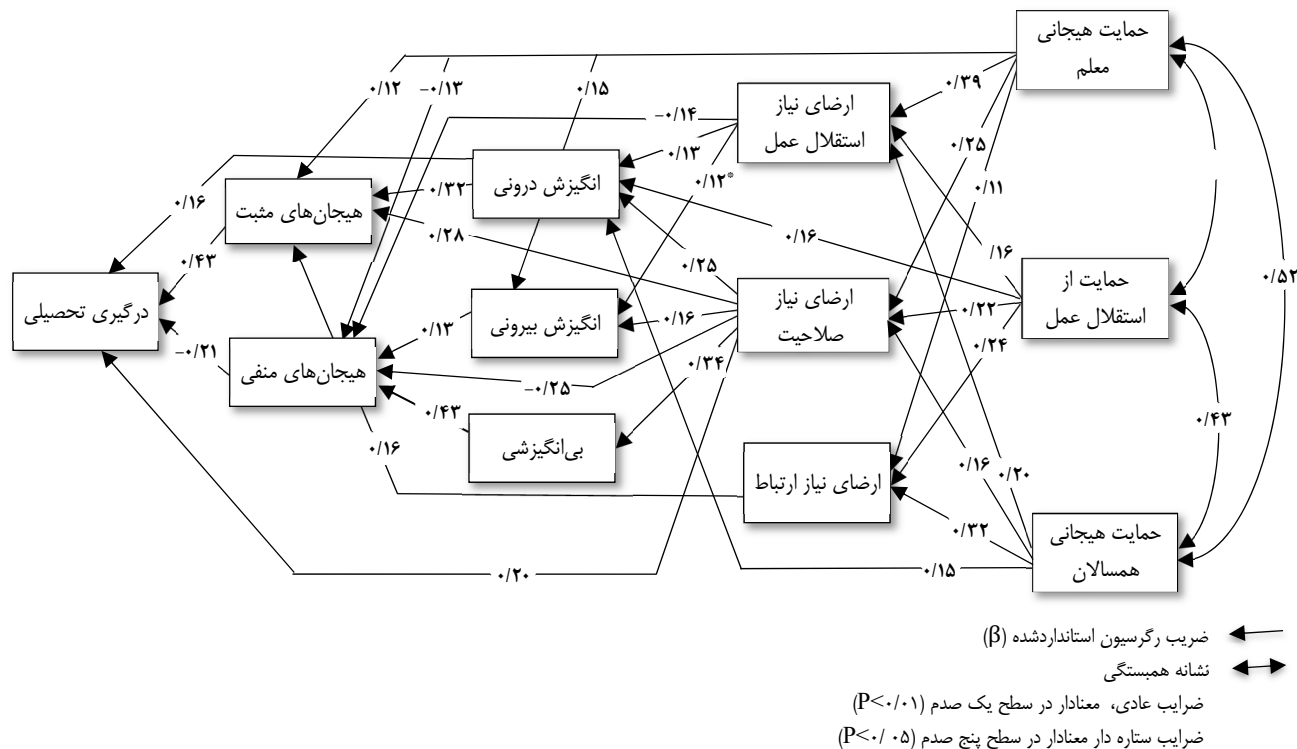 حمایت هیجانی
معلم
ارضای نیاز
استقلال عمل
انگیزش درونی
هیجان‌های مثبت
درگیری تحصیلی
هیجان‌های منفی
انگیزش بیرونی
بی‌انگیزشی
ارضای نیاز
صلاحیت
ارضای نیاز ارتباط
حمایت از
استقلال عمل
حمایت هیجانی
همسالان
۰/۱۲
-۰/۱۳
۰/۱۵
-۰/۱۴
۰/۳۹
۰/۱۳
۰/۲۵
۰/۱۲*
۰/۱۱
۰/۳۲
۰/۱۶
۰/۲۸
۰/۴۳
۰/۱۶
/۱۶
۰/۲۵
۰/۵۲
۰/۱۳
۰/۱۶
۰/۲۲
۰/۲۴
-۰/۲۱
-۰/۲۵
۰/۳۴
۰/۴۳
۰/۴۳
۰/۱۶
۰/۱۶
۰/۲۰
۰/۳۲
۰/۱۵
۰/۲۰
ضریب رگرسیون استانداردشده (β)
نشانه همبستگی
ضرایب عادی، معنادار در سطح یک صدم (P<۰/۰۱)
ضرایب ستاره دار معنادار در سطح پنج صدم (P<۰/ ۰۵)